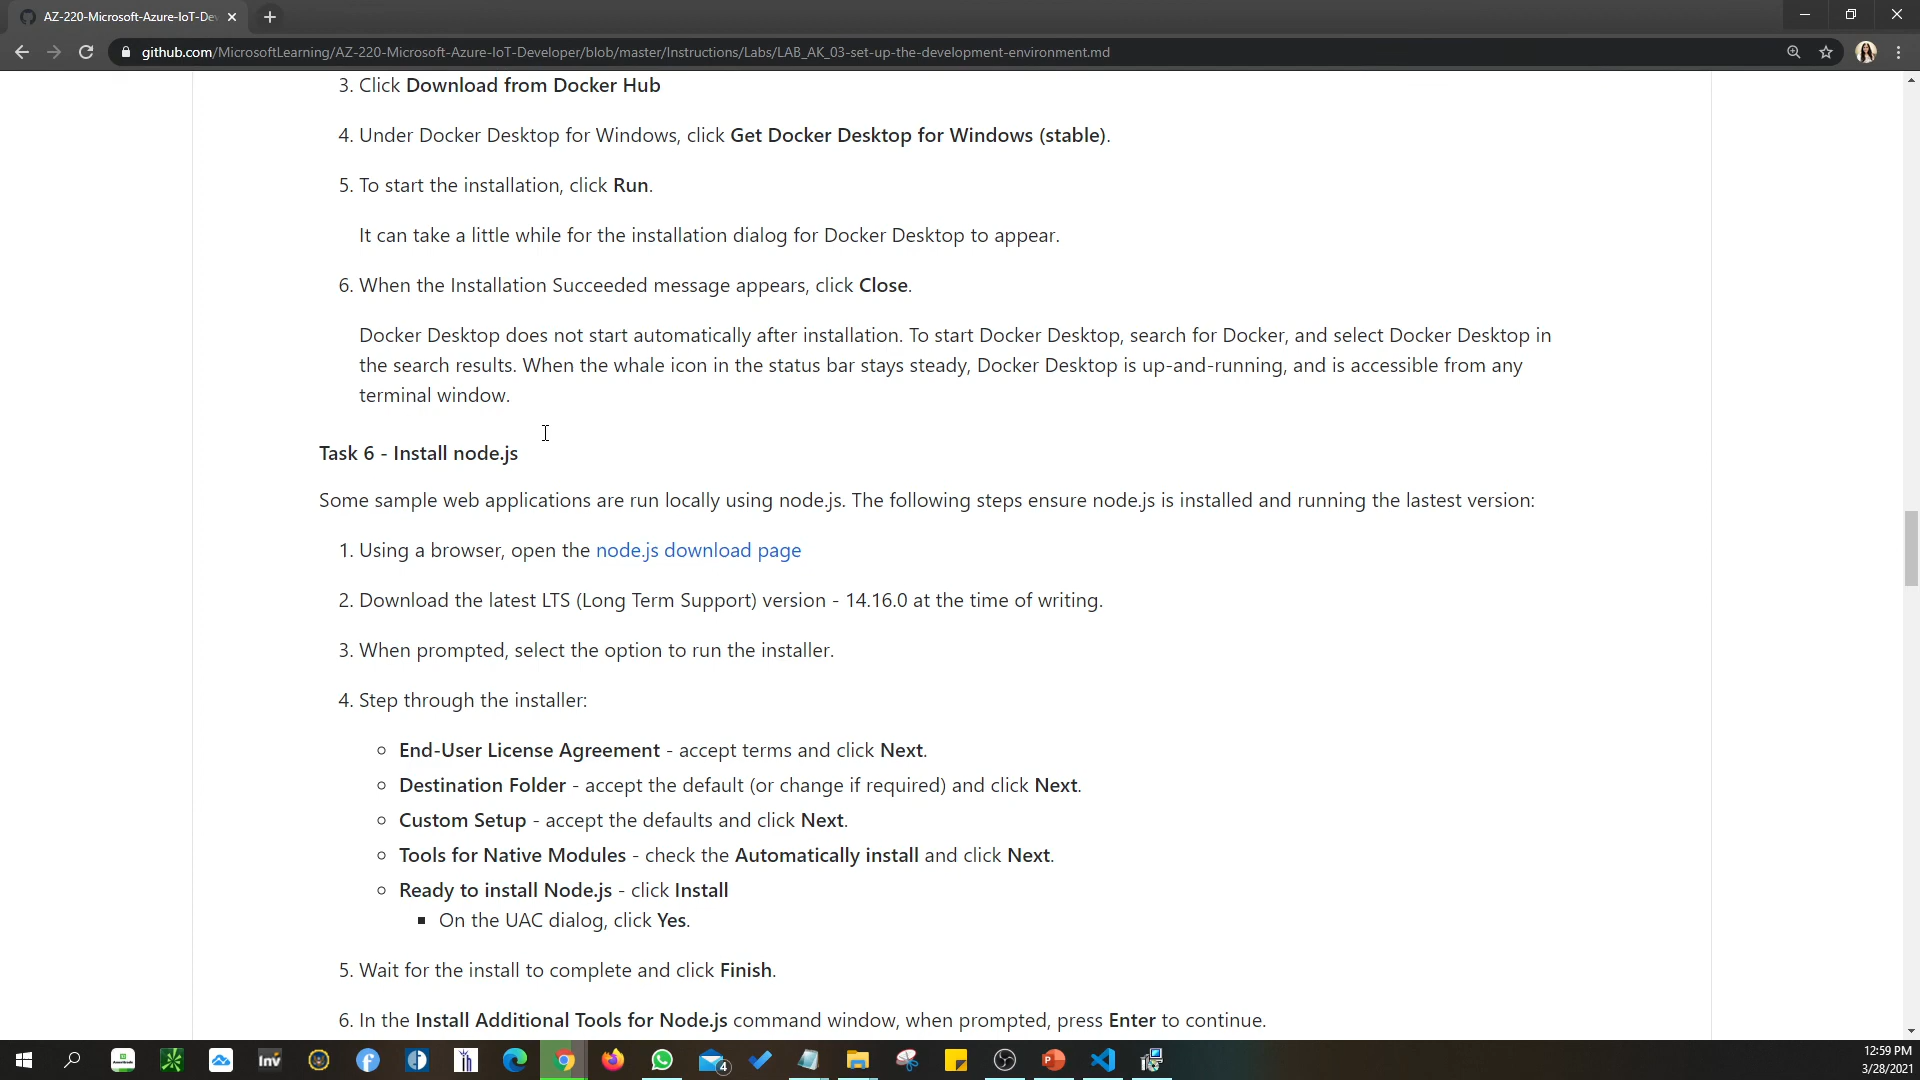 AZ-220-Microsoft-Azure-IoT-Dev
github.com/MicrosoftLearning/AZ-220-Microsoft-Azure-IoT-Developer/blob/master/Instructions/Labs/LAB_AK_03-set-up-the-development-environment.md
3. Click Download from Docker Hub
4. Under Docker Desktop for Windows, click Get Docker Desktop for Windows (stable).
5. To start the installation, click Run.
It can take a little while for the installation dialog for Docker Desktop to appear.
6. When the Installation Succeeded message appears, click Close.
Docker Desktop does not start automatically after installation. To start Docker Desktop, search for Docker, and select Docker Desktop in
the search results. When the whale icon in the status bar stays steady, Docker Desktop is up-and-running, and is accessible from any
terminal window.
Task 6 - Install node.js
Some sample web applications are run locally using node.js. The following steps ensure node.js is installed and running the lastest version:
1. Using a browser, open the node.js download page
2. Download the latest LTS (Long Term Support) version - 14.16.0 at the time of writing.
3. When prompted, select the option to run the installer.
4. Step through the installer:
End-User License Agreement - accept terms and click Next.
Destination Folder - accept the default (or change if required) and click Next.
Custom Setup - accept the defaults and click Next.
Tools for Native Modules - check the Automatically install and click Next.
Ready to install Node.js - click Install
On the UAC dialog, click Yes.
5. Wait for the install to complete and click Finish.
6. In the Install Additional Tools for Node.js command window, when prompted, press Enter to continue.
Inv
4
12:59 PM
3/28/2021